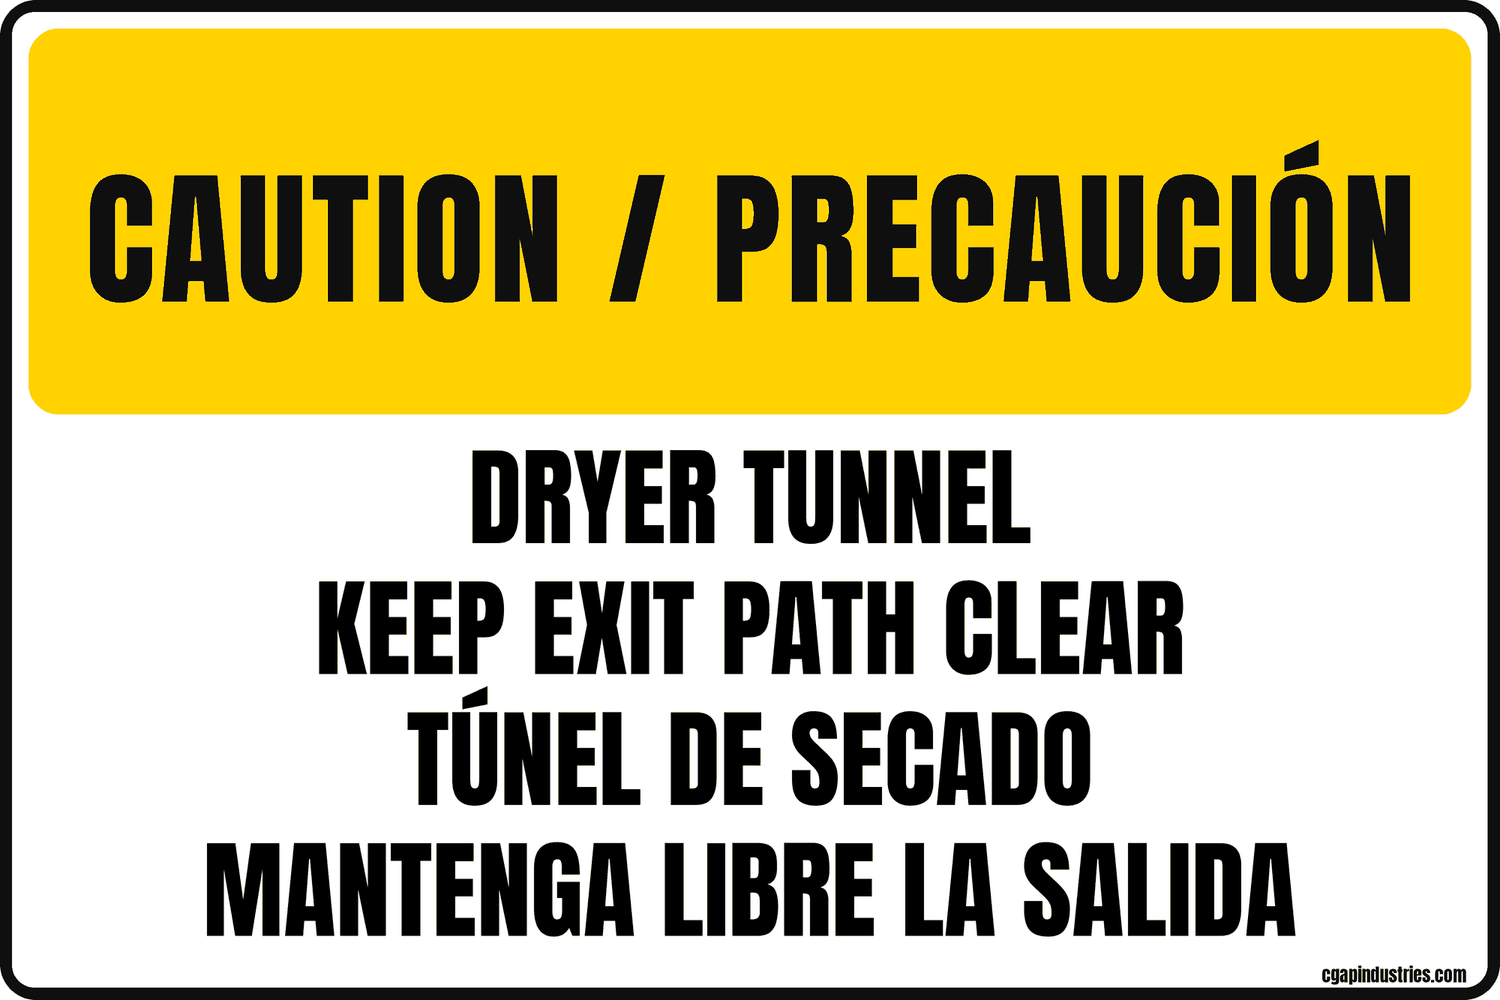 CAUTION / PRECAUCIÓN
DRYER TUNNEL
KEEP EXIT PATH CLEAR
TÚNEL DE SECADO
MANTENGA LIBRE LA SALIDA
cgapindustries.com